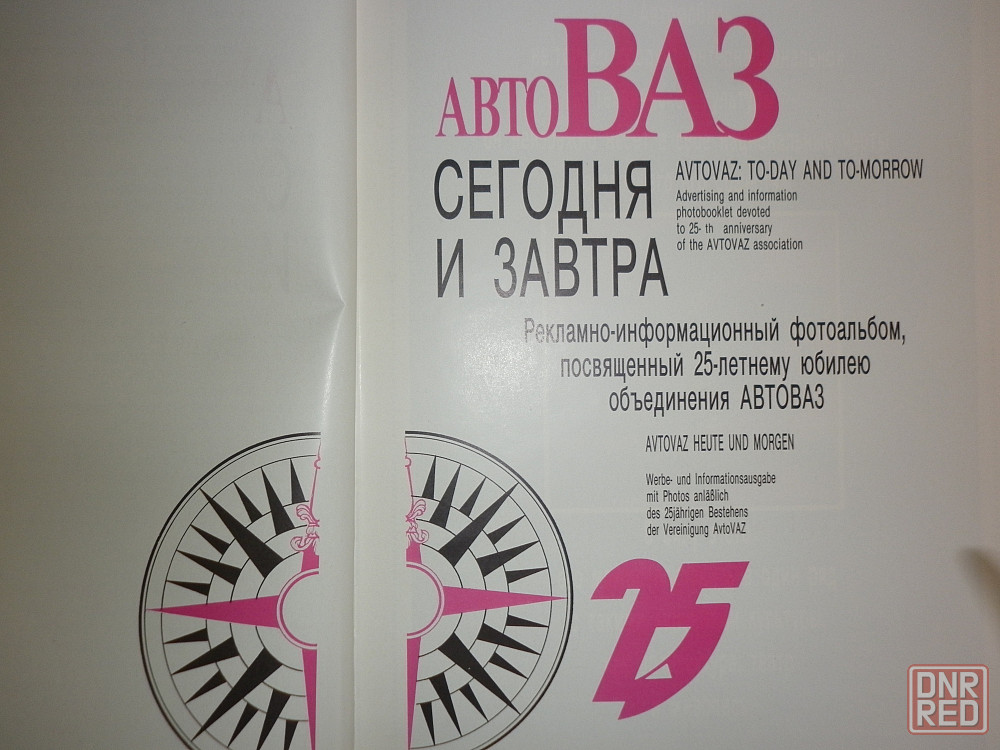 АВТОВАЗ
СЕГОДНЯ
И ЗАВТРА
AVTOVAZ: TO-DAY AND TO-MORROW
Advertising and information
photobooklet devoted
to 25- th anniversary
of the AVTOVAZ association
Рекламно-информационный фотоальбом,
посвященный 25-летнему юбилею
объединения АВТОВАЗ
AVTOVAZ HEUTE UND MORGEN
Werbe- und Informationsausgabe
mit Photos anläßlich
des 25jährigen Bestehens
der Vereinigung AvtoVAZ
25
DNR
RED